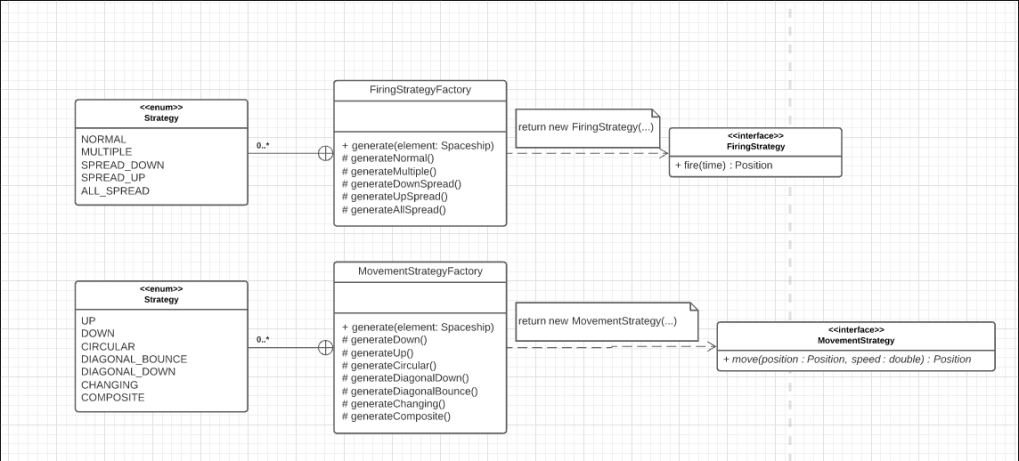 <<enum>>
Strategy
NORMAL
MULTIPLE
SPREAD_DOWN
SPREAD_UP
ALL_SPREAD
0..*
FiringStrategyFactory
+ generate(element: Spaceship)
# generateNormal()
# generateMultiple()
# generateDownSpread()
# generateUpSpread()
# generateAllSpread()
return new FiringStrategy(...)
<<interface>>
FiringStrategy
+ fire(time) : Position
<<enum>>
Strategy
UP
DOWN
CIRCULAR
DIAGONAL_BOUNCE
DIAGONAL_DOWN
CHANGING
COMPOSITE
0..*
MovementStrategyFactory
+ generate(element: Spaceship)
# generateDown()
# generateUp()
# generateCircular()
# generateDiagonalDown()
# generateDiagonalBounce()
# generateChanging()
# generateComposite()
return new MovementStrategy(...)
<<interface>>
MovementStrategy
+ move(position : Position, speed : double) : Position